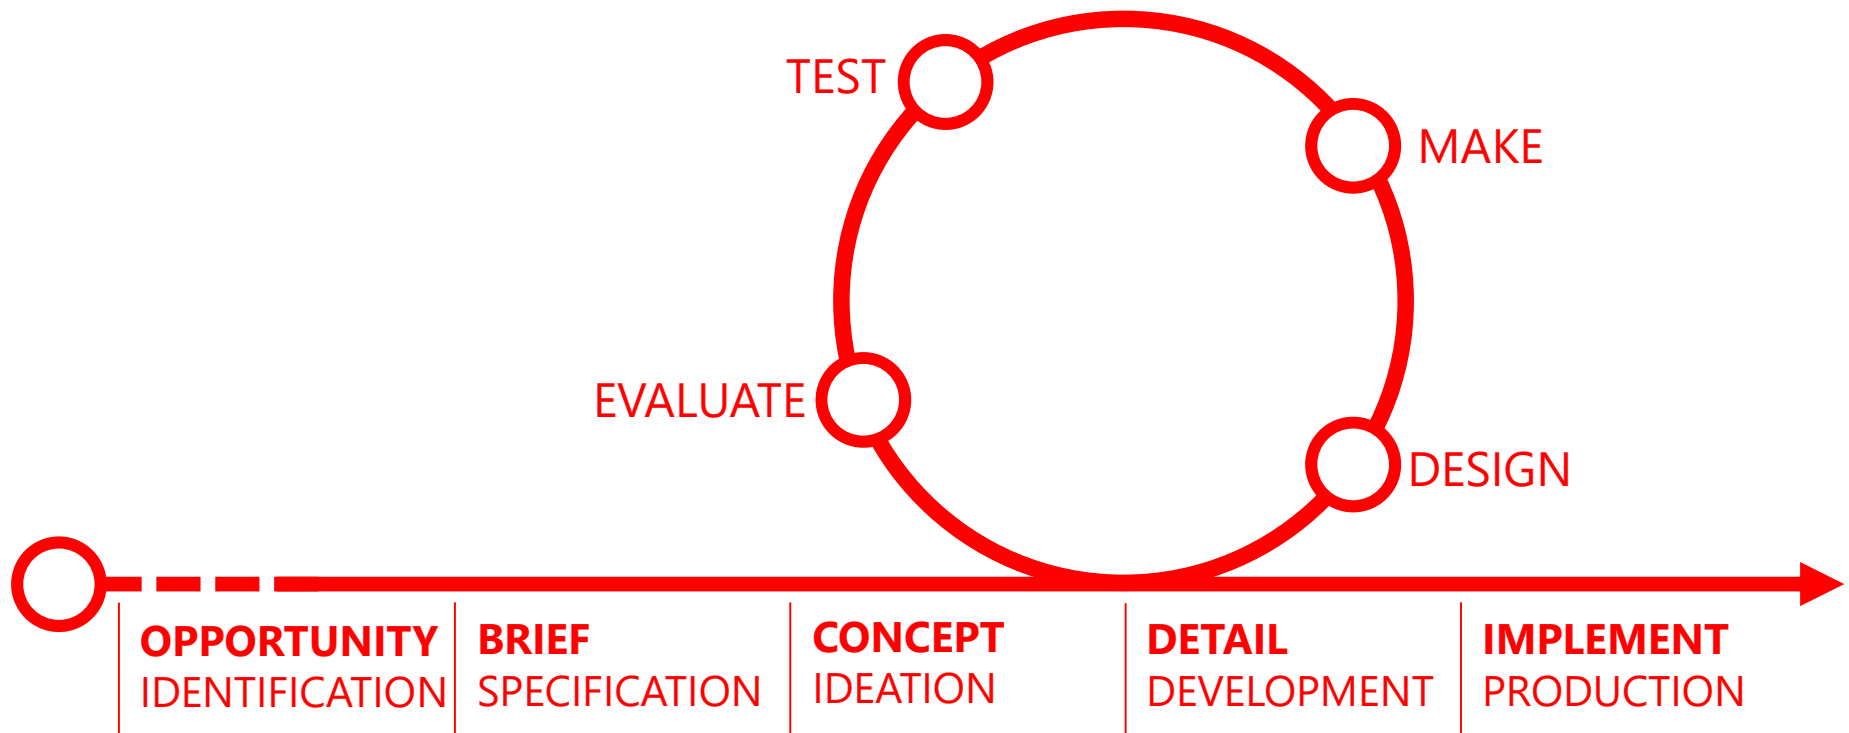 TEST
MAKE
EVALUATE
DESIGN
OPPORTUNITY
IDENTIFICATION
BRIEF
SPECIFICATION
CONCEPT
IDEATION
DETAIL
DEVELOPMENT
IMPLEMENT
PRODUCTION